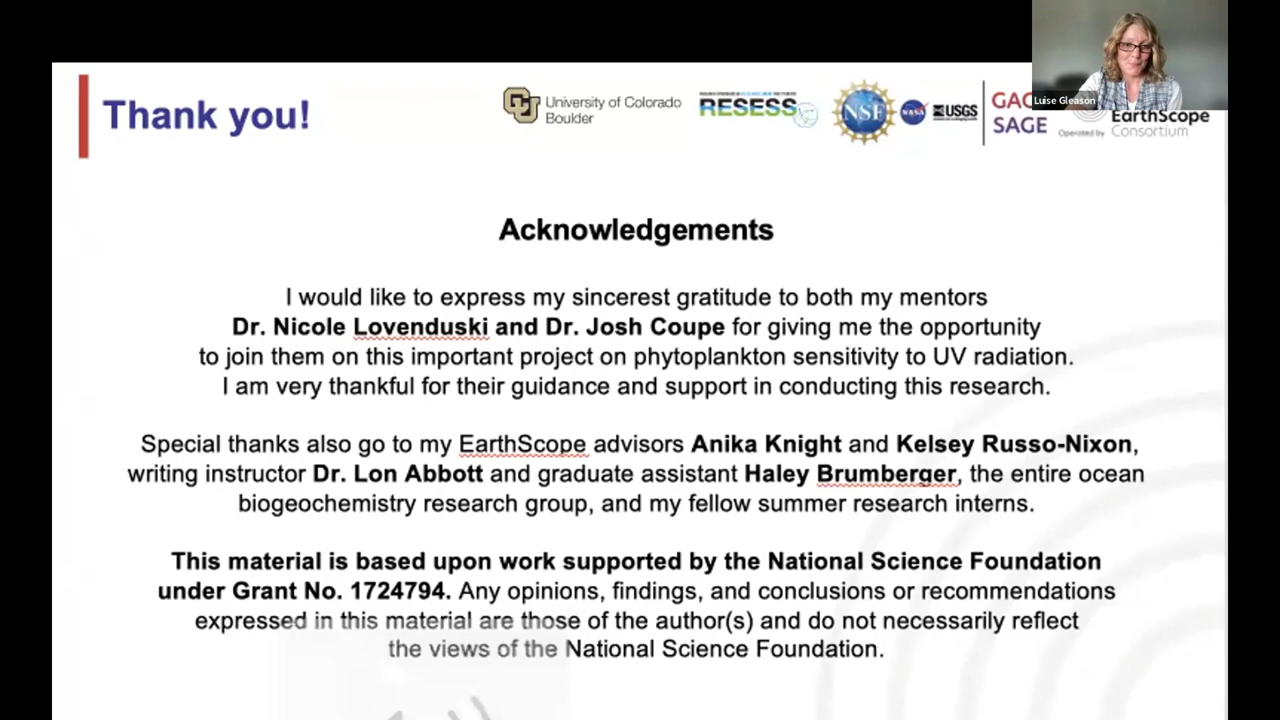 Thank you!
University of Colorado
Boulder
RESESS
NSF
NASA
USGS
SAGE
Luise Gleason
Operated by
EarthScope
Consortium
Acknowledgements
I would like to express my sincerest gratitude to both my mentors
Dr. Nicole Lovenduski and Dr. Josh Coupe for giving me the opportunity
to join them on this important project on phytoplankton sensitivity to UV radiation.
I am very thankful for their guidance and support in conducting this research.
Special thanks also go to my EarthScope advisors Anika Knight and Kelsey Russo-Nixon,
writing instructor Dr. Lon Abbott and graduate assistant Haley Brumberger, the entire ocean
biogeochemistry research group, and my fellow summer research interns.
This material is based upon work supported by the National Science Foundation
under Grant No. 1724794. Any opinions, findings, and conclusions or recommendations
expressed in this material are those of the author(s) and do not necessarily reflect
the views of the National Science Foundation.